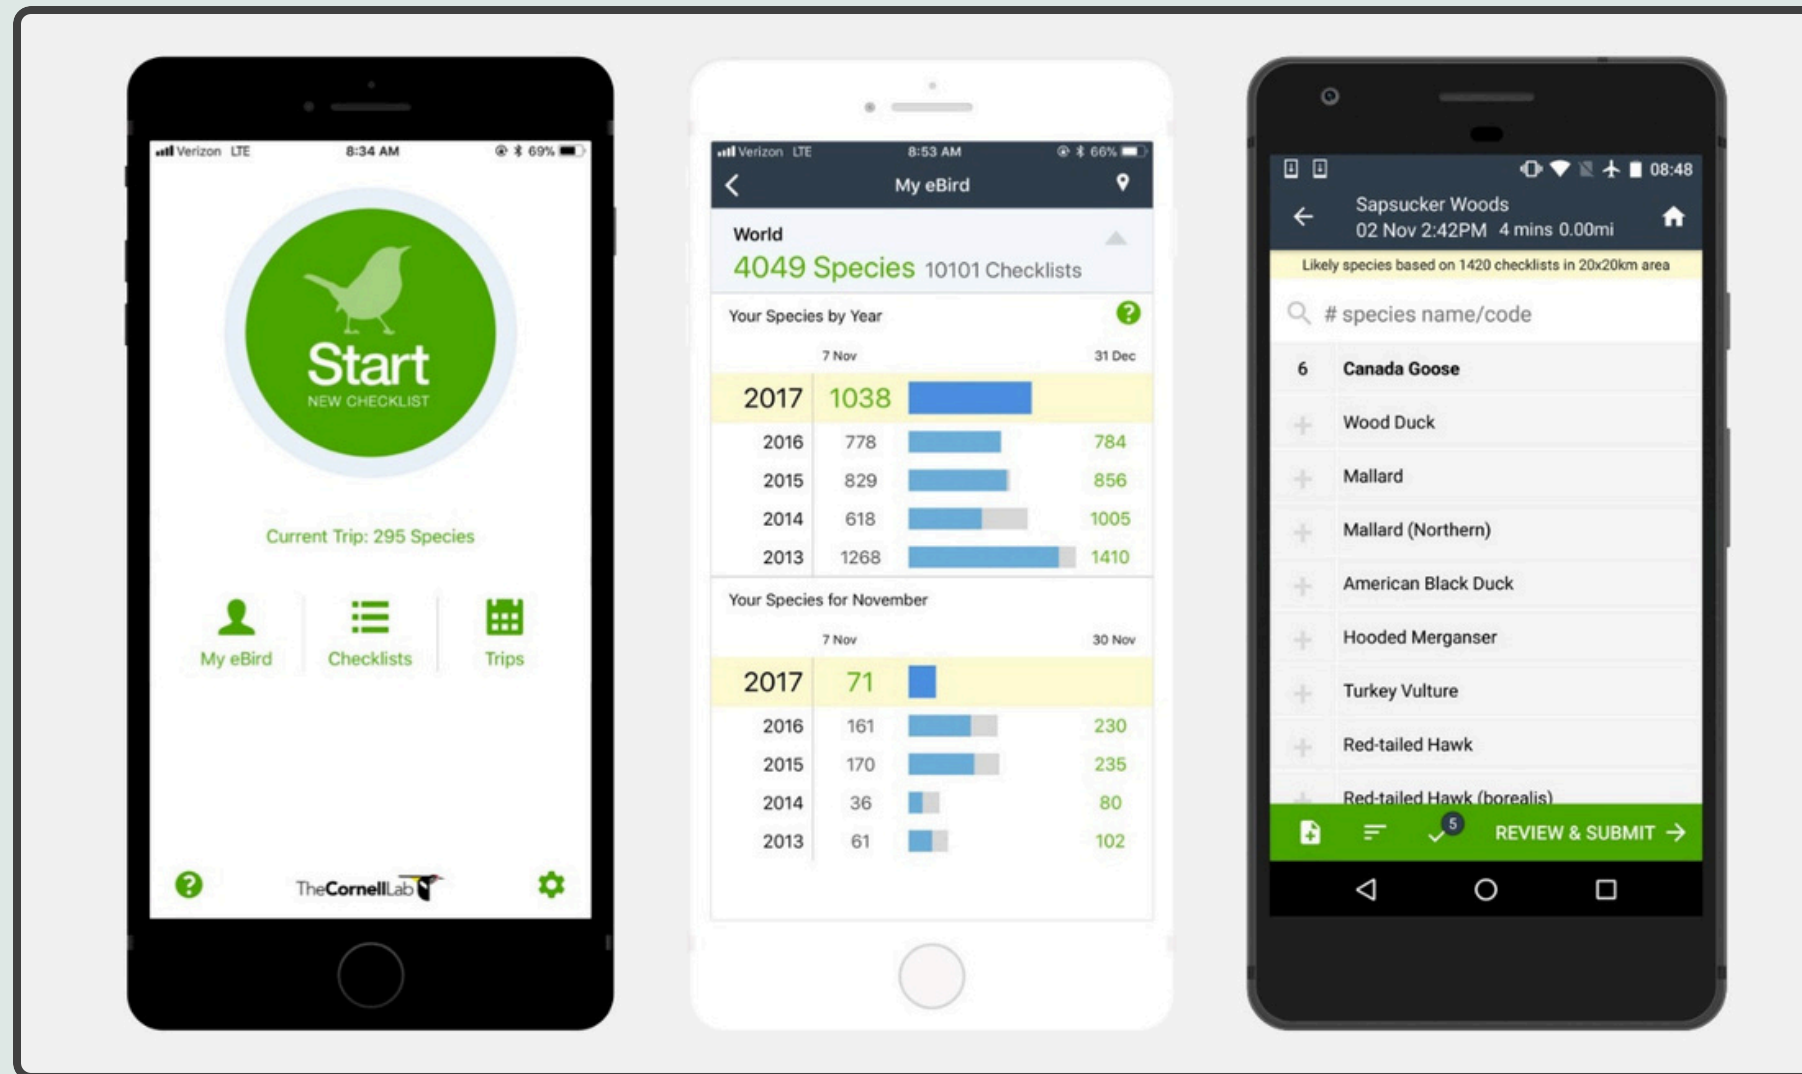 Verizon LTE 8:34 AM 69%
Start
NEW CHECKLIST
Current Trip: 295 Species
My eBird Checklists Trips
? TheCornellLab
Verizon LTE 8:53 AM 66%
My eBird
World
4049 Species 10101 Checklists
Your Species by Year ?
7 Nov 31 Dec
2017 1038
2016 778 784
2015 829 856
2014 618 1005
2013 1268 1410
Your Species for November
7 Nov 30 Nov
2017 71
2016 161 230
2015 170 235
2014 36 80
2013 61 102
08:48
Sapsucker Woods
02 Nov 2:42PM 4 mins 0.00mi
Likely species based on 1420 checklists in 20x20km area
# species name/code
6 Canada Goose
+ Wood Duck
+ Mallard
+ Mallard (Northern)
+ American Black Duck
+ Hooded Merganser
+ Turkey Vulture
+ Red-tailed Hawk
+ Red-tailed Hawk (borealis)
5 REVIEW & SUBMIT